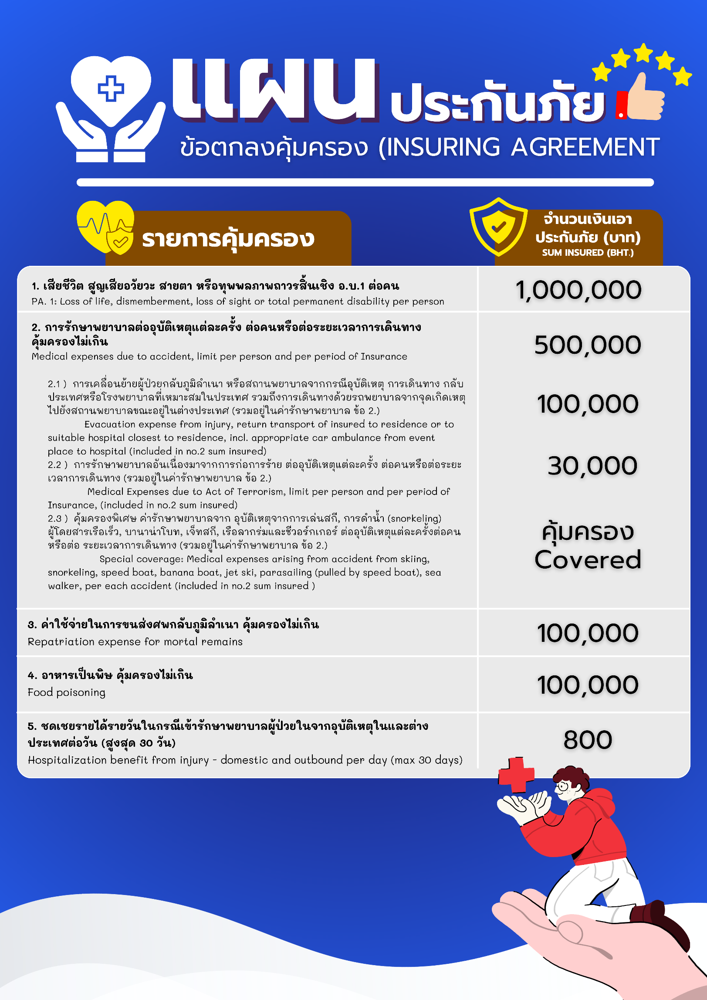 แผน ประกันภัย
ข้อตกลงคุ้มครอง (INSURING AGREEMENT
รายการคุ้มครอง
จำนวนเงินเอา
ประกันภัย (บาท)
SUM INSURED (BHT.)
1. เสียชีวิต สูญเสียอวัยวะ สายตา หรือทุพพลภาพถาวรสิ้นเชิง อ.บ.1 ต่อคน
PA. 1: Loss of life, dismemberment, loss of sight or total permanent disability per person
1,000,000
2. การรักษาพยาบาลต่ออุบัติเหตุแต่ละครั้ง ต่อคนหรือต่อระยะเวลาการเดินทาง
คุ้มครองไม่เกิน
Medical expenses due to accident, limit per person and per period of Insurance
500,000
2.1 ) การเคลื่อนย้ายผู้ป่วยกลับภูมิลำเนา หรือสถานพยาบาลจากกรณีอุบัติเหตุ การเดินทาง กลับ
ประเทศหรือโรงพยาบาลที่เหมาะสมในประเทศ รวมถึงการเดินทางด้วยรถพยาบาลจากจุดเกิดเหตุ
ไปยังสถานพยาบาลขณะอยู่ในต่างประเทศ (รวมอยู่ในค่ารักษาพยาบาล ข้อ 2.)
Evacuation expense from injury, return transport of insured to residence or to
suitable hospital closest to residence, incl. appropriate car ambulance from event
place to hospital (included in no.2 sum insured)
100,000
2.2 ) การรักษาพยาบาลอันเนื่องมาจากการก่อการร้าย ต่ออุบัติเหตุแต่ละครั้ง ต่อคนหรือต่อระยะ
เวลาการเดินทาง (รวมอยู่ในค่ารักษาพยาบาล ข้อ 2.)
Medical Expenses due to Act of Terrorism, limit per person and per period of
Insurance, (included in no.2 sum insured)
30,000
2.3 ) คุ้มครองพิเศษ ค่ารักษาพยาบาลจาก อุบัติเหตุจากการเล่นสกี, การดำน้ำ (snorkeling)
ผู้โดยสารเรือเร็ว, บานาน่าโบท, เจ็ทสกี, เรือลากร่มและซีวอร์กเกอร์ ต่ออุบัติเหตุแต่ละครั้งต่อคน
หรือต่อ ระยะเวลาการเดินทาง (รวมอยู่ในค่ารักษาพยาบาล ข้อ 2.)
Special coverage: Medical expenses arising from accident from skiing,
snorkeling, speed boat, banana boat, jet ski, parasailing (pulled by speed boat), sea
walker, per each accident (included in no.2 sum insured )
คุ้มครอง
Covered
3. ค่าใช้จ่ายในการขนส่งศพกลับภูมิลำเนา คุ้มครองไม่เกิน
Repatriation expense for mortal remains
100,000
4. อาหารเป็นพิษ คุ้มครองไม่เกิน
Food poisoning
100,000
5. ชดเชยรายได้รายวันในกรณีเข้ารักษาพยาบาลผู้ป่วยในจากอุบัติเหตุในและต่าง
ประเทศต่อวัน (สูงสุด 30 วัน)
Hospitalization benefit from injury - domestic and outbound per day (max 30 days)
800